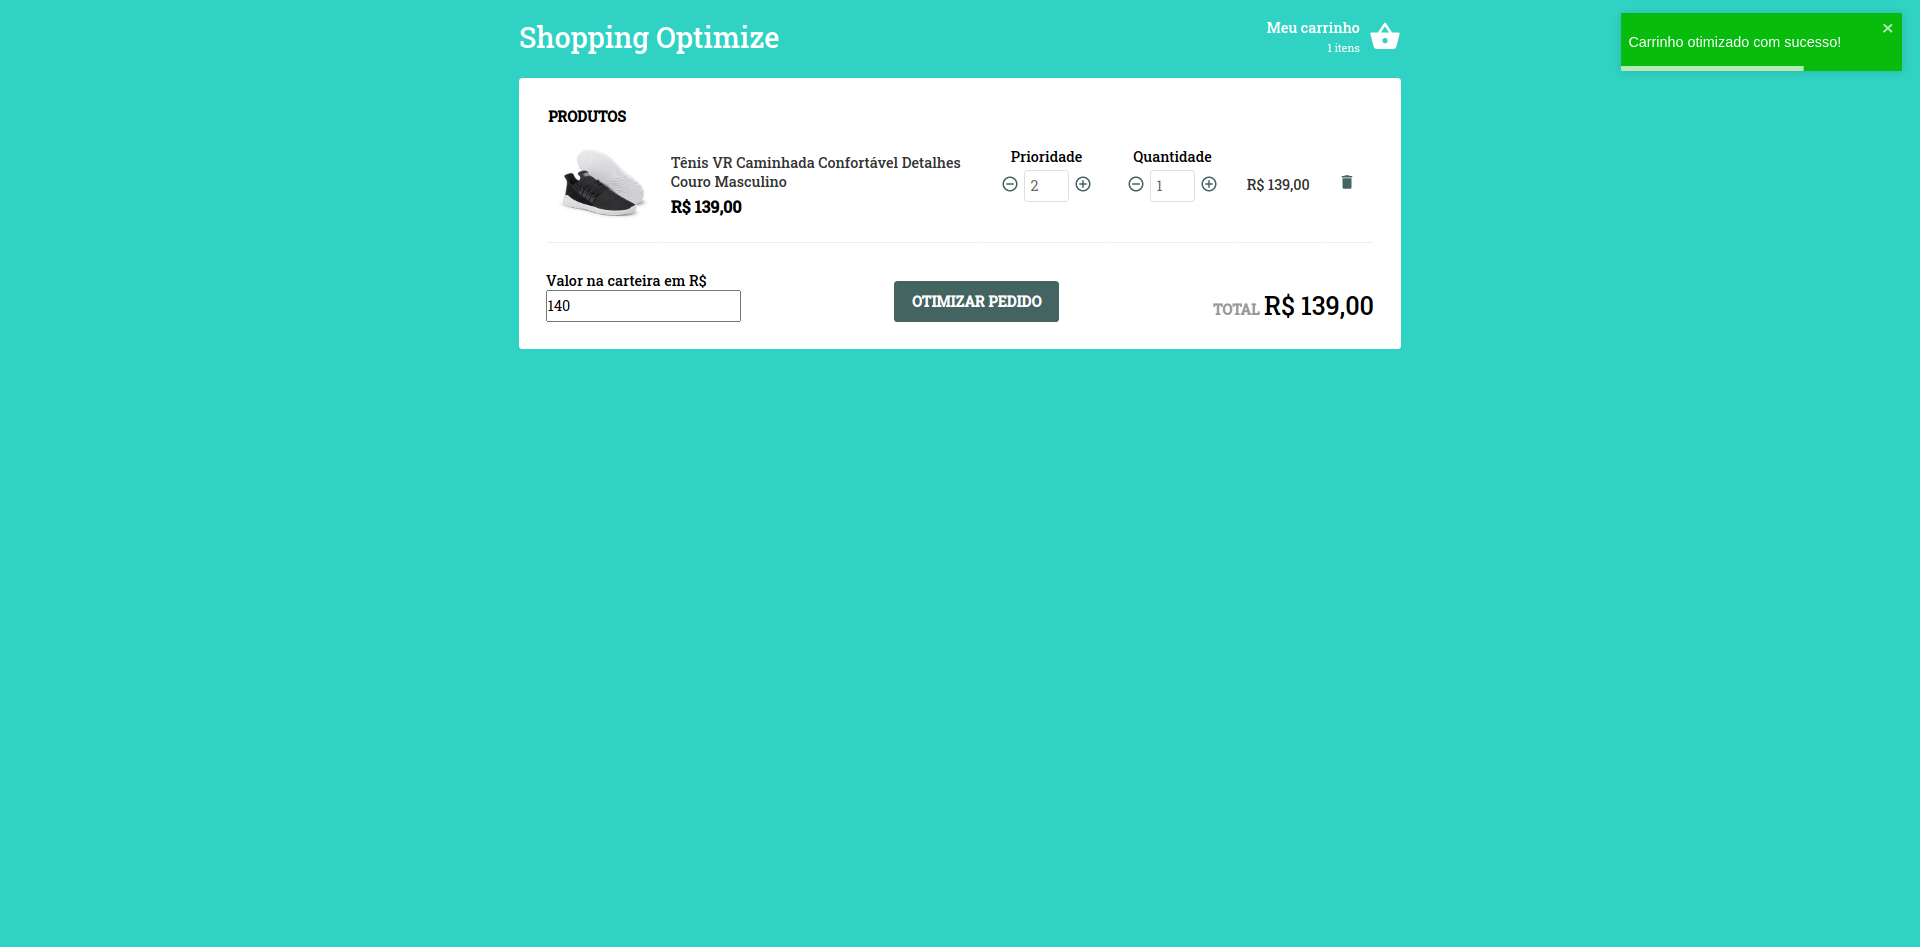 Shopping Optimize
Meu carrinho
1 itens
Carrinho otimizado com sucesso!
PRODUTOS
Tênis VR Caminhada Confortável Detalhes
Couro Masculino
R$ 139,00
Prioridade
2
Quantidade
1
R$ 139,00
Valor na carteira em R$
140
OTIMIZAR PEDIDO
TOTAL R$ 139,00